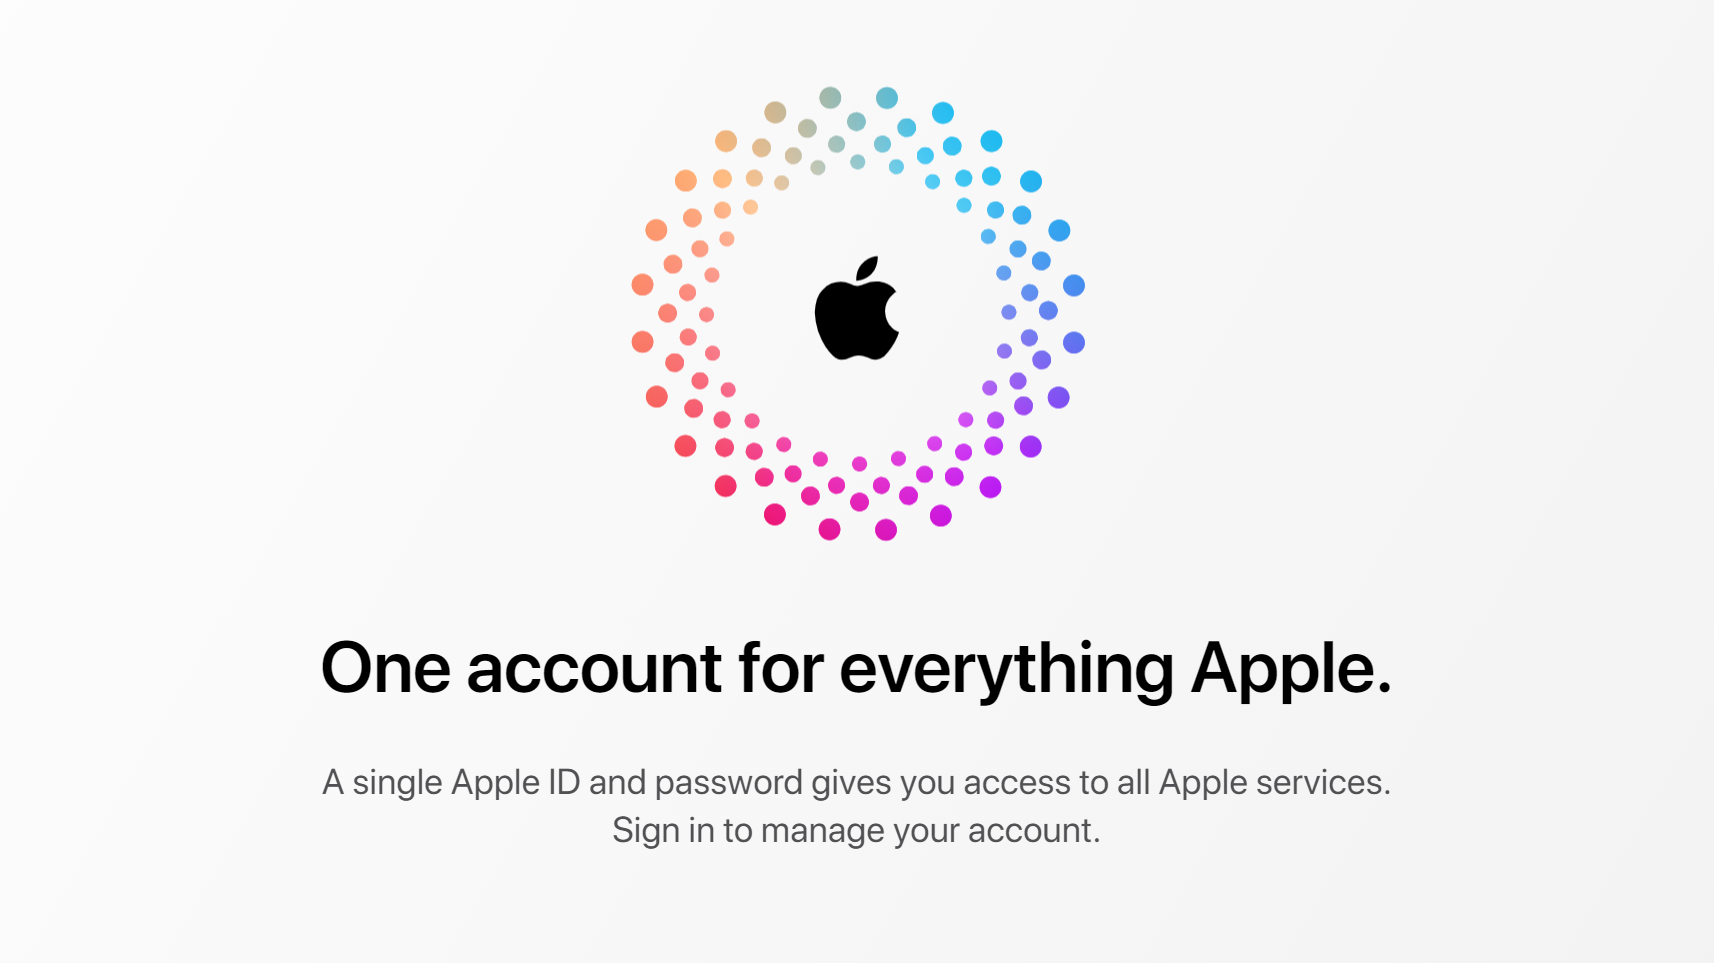 One account for everything Apple.
A single Apple ID and password gives you access to all Apple services.
Sign in to manage your account.